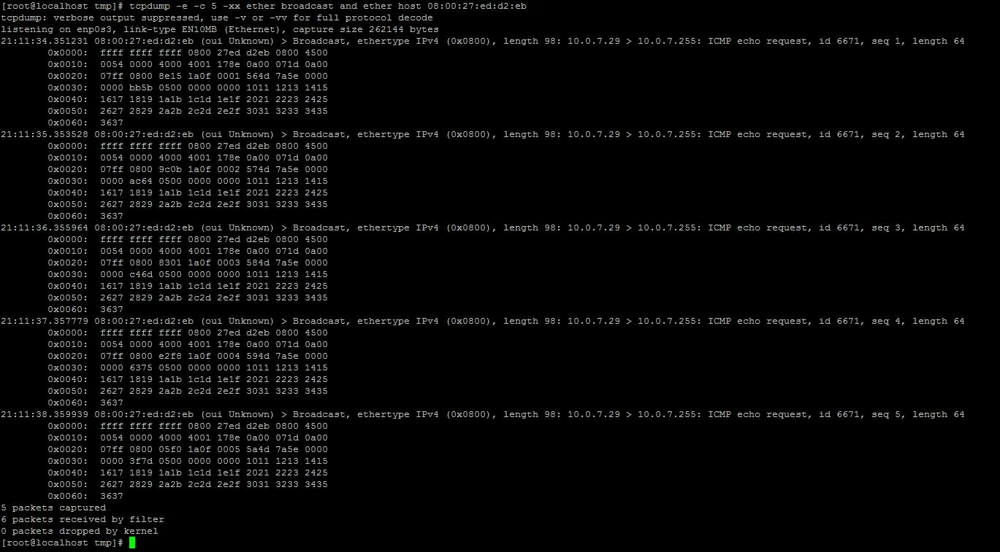 [root@localhost tmp]# tcpdump -e -c 5 -xx ether broadcast and ether host 08:00:27:ed:d2:eb
tcpdump: verbose output suppressed, use -v or -vv for full protocol decode
listening on enp0s3, link-type EN10MB (Ethernet), capture size 262144 bytes
21:11:34.351231 08:00:27:ed:d2:eb (oui Unknown) > Broadcast, ethertype IPv4 (0x0800), length 98: 10.0.7.29 > 10.0.7.255: ICMP echo request, id 6671, seq 1, length 64
        0x0000:  ffff ffff ffff 0800 27ed d2eb 0800 4500
        0x0010:  0054 0000 4000 4001 178e 0a00 071d 0a00
        0x0020:  07ff 0800 8e15 1a0f 0001 564d 7a5e 0000
        0x0030:  0000 bb5b 0500 0000 0000 1011 1213 1415
        0x0040:  1617 1819 1a1b 1c1d 1e1f 2021 2223 2425
        0x0050:  2627 2829 2a2b 2c2d 2e2f 3031 3233 3435
        0x0060:  3637
21:11:35.353528 08:00:27:ed:d2:eb (oui Unknown) > Broadcast, ethertype IPv4 (0x0800), length 98: 10.0.7.29 > 10.0.7.255: ICMP echo request, id 6671, seq 2, length 64
        0x0000:  ffff ffff ffff 0800 27ed d2eb 0800 4500
        0x0010:  0054 0000 4000 4001 178e 0a00 071d 0a00
        0x0020:  07ff 0800 9c0b 1a0f 0002 574d 7a5e 0000
        0x0030:  0000 ac64 0500 0000 0000 1011 1213 1415
        0x0040:  1617 1819 1a1b 1c1d 1e1f 2021 2223 2425
        0x0050:  2627 2829 2a2b 2c2d 2e2f 3031 3233 3435
        0x0060:  3637
21:11:36.355964 08:00:27:ed:d2:eb (oui Unknown) > Broadcast, ethertype IPv4 (0x0800), length 98: 10.0.7.29 > 10.0.7.255: ICMP echo request, id 6671, seq 3, length 64
        0x0000:  ffff ffff ffff 0800 27ed d2eb 0800 4500
        0x0010:  0054 0000 4000 4001 178e 0a00 071d 0a00
        0x0020:  07ff 0800 8301 1a0f 0003 584d 7a5e 0000
        0x0030:  0000 c46d 0500 0000 0000 1011 1213 1415
        0x0040:  1617 1819 1a1b 1c1d 1e1f 2021 2223 2425
        0x0050:  2627 2829 2a2b 2c2d 2e2f 3031 3233 3435
        0x0060:  3637
21:11:37.357779 08:00:27:ed:d2:eb (oui Unknown) > Broadcast, ethertype IPv4 (0x0800), length 98: 10.0.7.29 > 10.0.7.255: ICMP echo request, id 6671, seq 4, length 64
        0x0000:  ffff ffff ffff 0800 27ed d2eb 0800 4500
        0x0010:  0054 0000 4000 4001 178e 0a00 071d 0a00
        0x0020:  07ff 0800 e2f8 1a0f 0004 594d 7a5e 0000
        0x0030:  0000 6375 0500 0000 0000 1011 1213 1415
        0x0040:  1617 1819 1a1b 1c1d 1e1f 2021 2223 2425
        0x0050:  2627 2829 2a2b 2c2d 2e2f 3031 3233 3435
        0x0060:  3637
21:11:38.359939 08:00:27:ed:d2:eb (oui Unknown) > Broadcast, ethertype IPv4 (0x0800), length 98: 10.0.7.29 > 10.0.7.255: ICMP echo request, id 6671, seq 5, length 64
        0x0000:  ffff ffff ffff 0800 27ed d2eb 0800 4500
        0x0010:  0054 0000 4000 4001 178e 0a00 071d 0a00
        0x0020:  07ff 0800 05f0 1a0f 0005 5a4d 7a5e 0000
        0x0030:  0000 3f7d 0500 0000 0000 1011 1213 1415
        0x0040:  1617 1819 1a1b 1c1d 1e1f 2021 2223 2425
        0x0050:  2627 2829 2a2b 2c2d 2e2f 3031 3233 3435
        0x0060:  3637
5 packets captured
6 packets received by filter
0 packets dropped by kernel
[root@localhost tmp]#